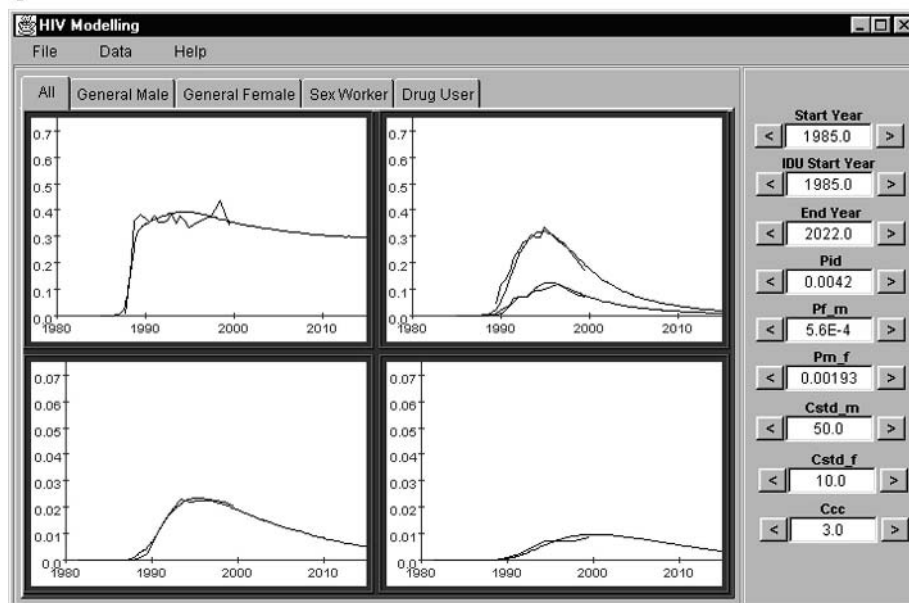 HIV Modelling
File Data Help
All General Male General Female Sex Worker Drug User
0.7
0.6
0.5
0.4
0.3
0.2
0.1
0.0
1980 1990 2000 2010
0.7
0.6
0.5
0.4
0.3
0.2
0.1
0.0
1980 1990 2000 2010
0.07
0.06
0.05
0.04
0.03
0.02
0.01
0.0
1980 1990 2000 2010
0.07
0.06
0.05
0.04
0.03
0.02
0.01
0.0
1980 1990 2000 2010
Start Year
< 1985.0 >
IDU Start Year
< 1985.0 >
End Year
< 2022.0 >
Pid
< 0.0042 >
Pf_m
< 5.6E-4 >
Pm_f
< 0.00193 >
Cstd_m
< 50.0 >
Cstd_f
< 10.0 >
Ccc
< 3.0 >